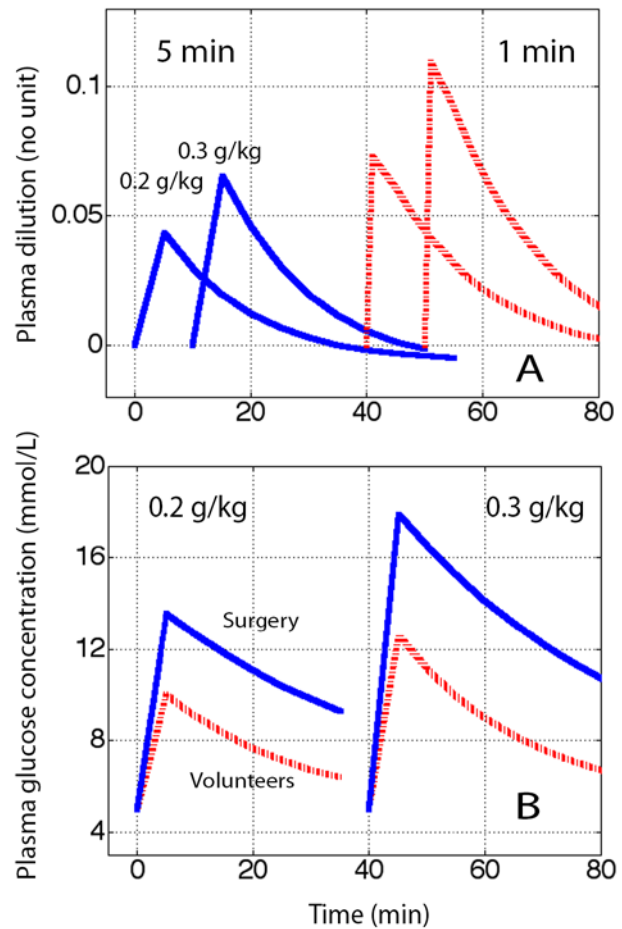 5 min
1 min
Plasma dilution (no unit)
0.1
0.05
0
0.3 g/kg
0.2 g/kg
A
0
20
40
60
80
Plasma glucose concentration (mmol/L)
20
16
12
8
4
0.2 g/kg
0.3 g/kg
Surgery
Volunteers
B
0
20
40
60
80
Time (min)